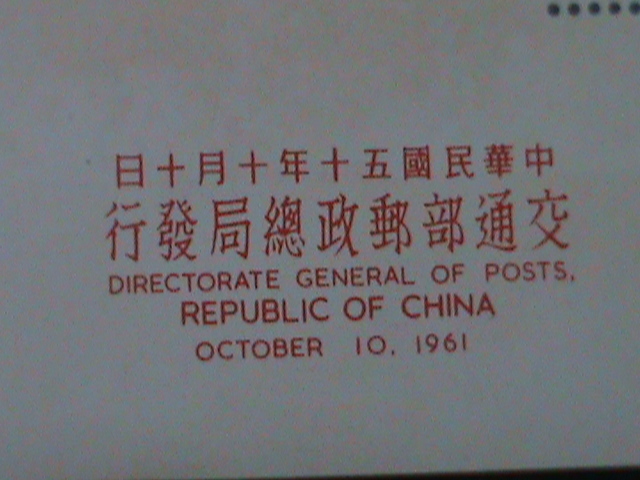 中華民國五十年十月十日
交通部郵政總局發行
DIRECTORATE GENERAL OF POSTS,
REPUBLIC OF CHINA
OCTOBER 10, 1961